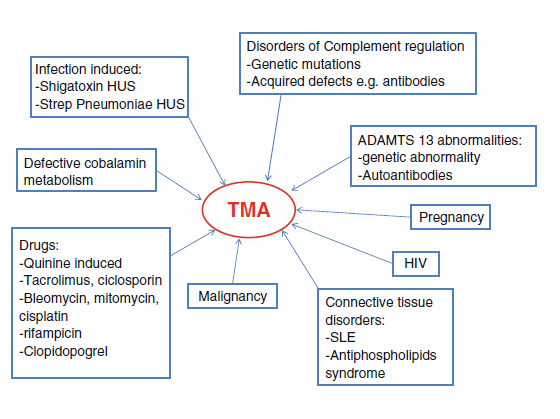 Disorders of Complement regulation
-Genetic mutations
-Acquired defects e.g. antibodies
Infection induced:
-Shigatoxin HUS
-Strep Pneumoniae HUS
ADAMTS 13 abnormalities:
-genetic abnormality
-Autoantibodies
Defective cobalamin
metabolism
TMA
Pregnancy
Drugs:
-Quinine induced
-Tacrolimus, ciclosporin
-Bleomycin, mitomycin,
cisplatin
-rifampicin
-Clopidopogrel
HIV
Malignancy
Connective tissue
disorders:
-SLE
-Antiphospholipids
syndrome